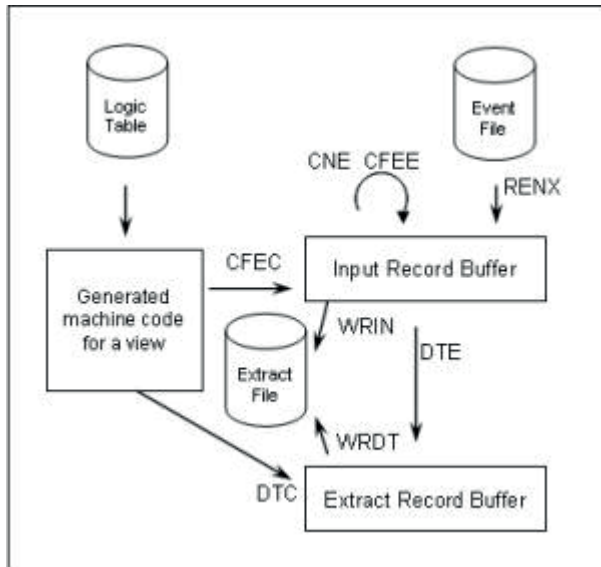 Logic
Table
Event
File
CNE CFEE
RENX
CFEC
Input Record Buffer
Generated
machine code
for a view
WRIN
DTE
Extract
File
WRDT
DTC
Extract Record Buffer